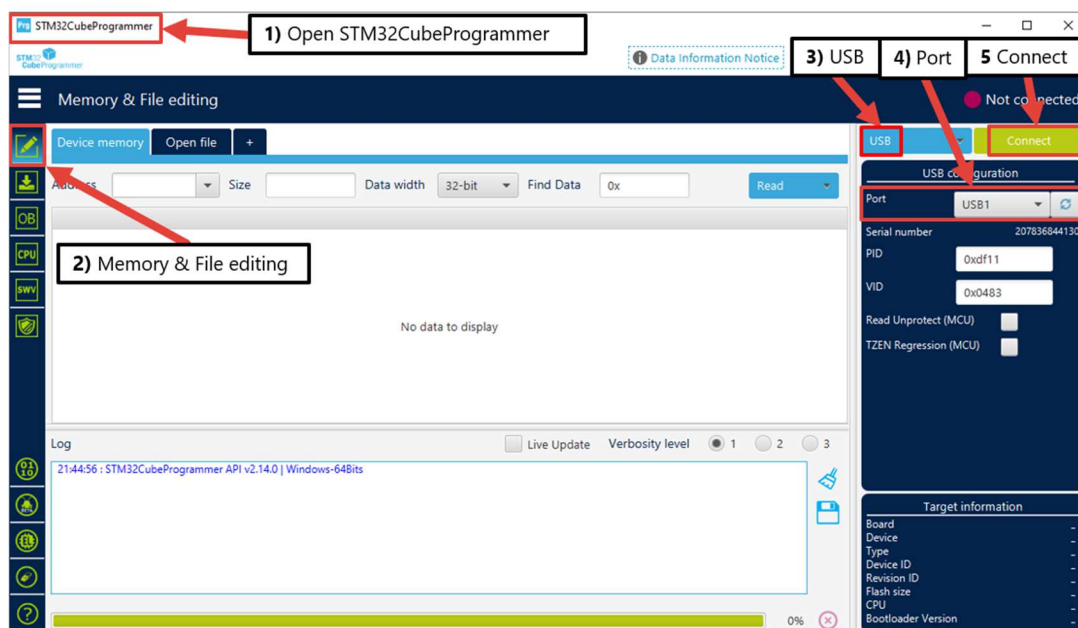 STM32CubeProgrammer
1) Open STM32CubeProgrammer
STM32
CubeProgrammer
Data Information Notice
3) USB
4) Port
5 Connect
Memory & File editing
Not connected
Device memory
Open file
+
USB
Connect
Address
Size
Data width
32-bit
Find Data
0x
Read
USB configuration
Port
USB1
OB
Serial number
207836844130
CPU
2) Memory & File editing
PID
0xdf11
SWV
VID
0x0483
No data to display
Read Unprotect (MCU)
TZEN Regression (MCU)
Log
Live Update
Verbosity level
1
2
3
21:44:56 : STM32CubeProgrammer API v2.14.0 | Windows-64Bits
Target information
Board
-
Device
-
Type
-
Device ID
-
Revision ID
-
Flash size
-
CPU
-
Bootloader Version
-
0%